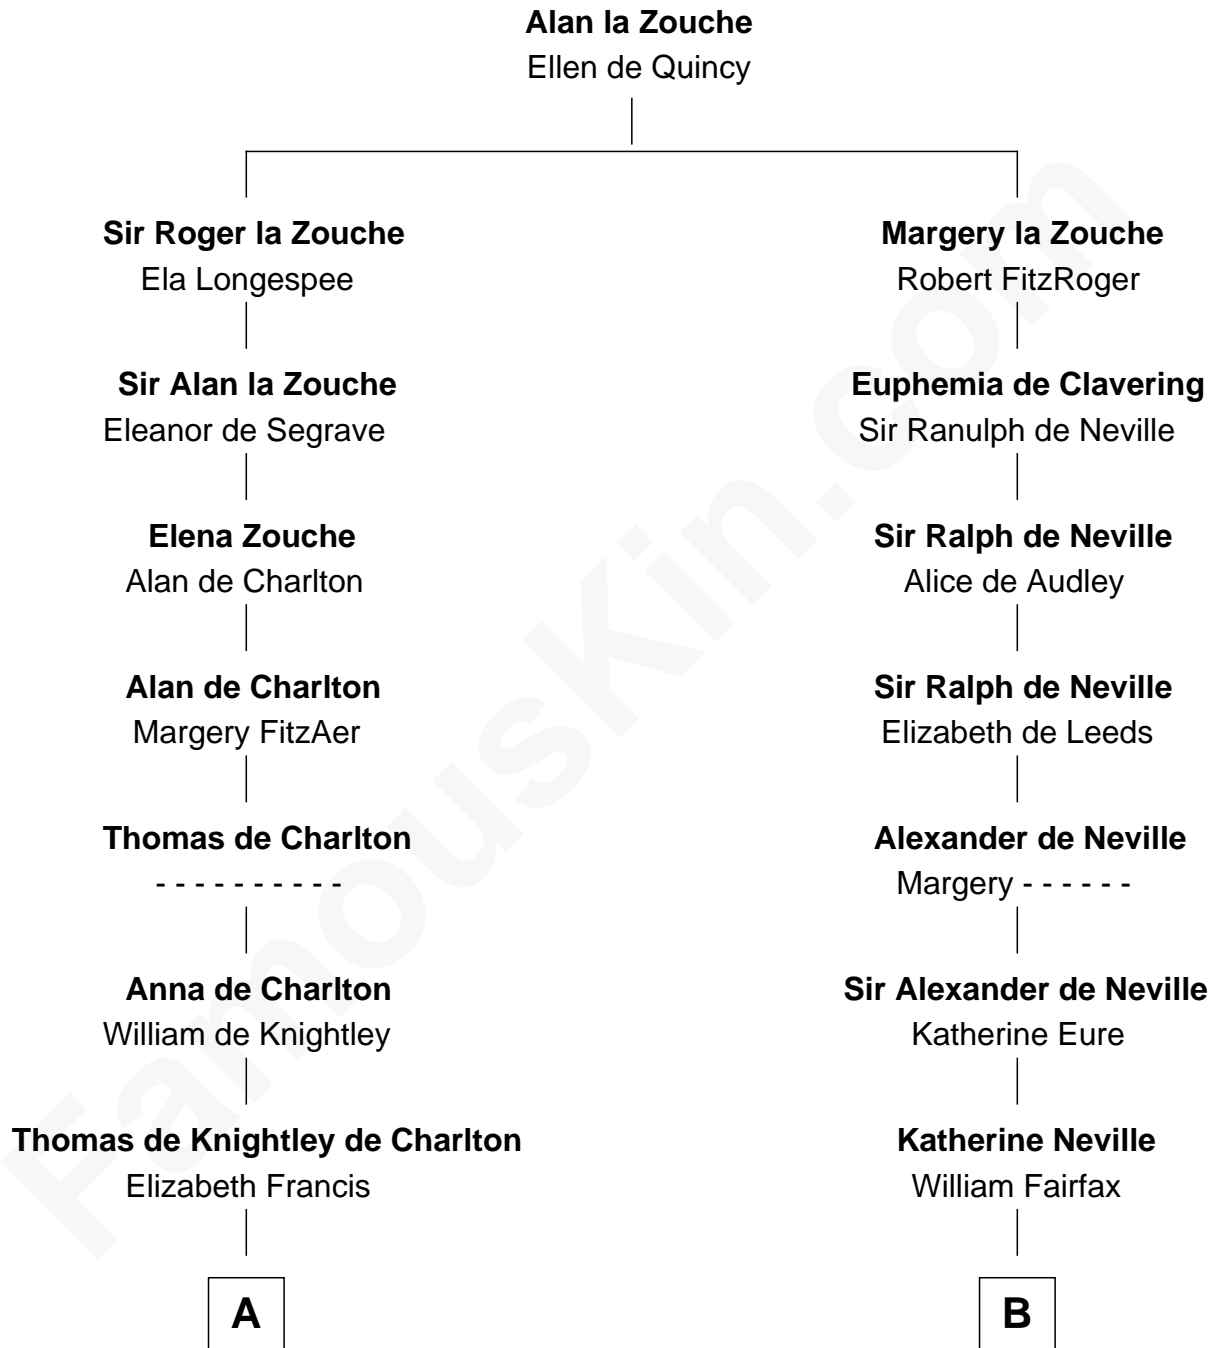 Alan la Zouche
Ellen de Quincy
Sir Roger la Zouche
Ela Longespee
Margery la Zouche
Robert FitzRoger
Sir Alan la Zouche
Eleanor de Segrave
Euphemia de Clavering
Sir Ranulph de Neville
Elena Zouche
Alan de Charlton
Sir Ralph de Neville
Alice de Audley
Alan de Charlton
Margery FitzAer
Sir Ralph de Neville
Elizabeth de Leeds
Thomas de Charlton
- - - - - - - - - -
Alexander de Neville
Margery - - - - - -
Anna de Charlton
William de Knightley
Sir Alexander de Neville
Katherine Eure
Thomas de Knightley de Charlton
Elizabeth Francis
Katherine Neville
William Fairfax
A
B
FamousKin.com